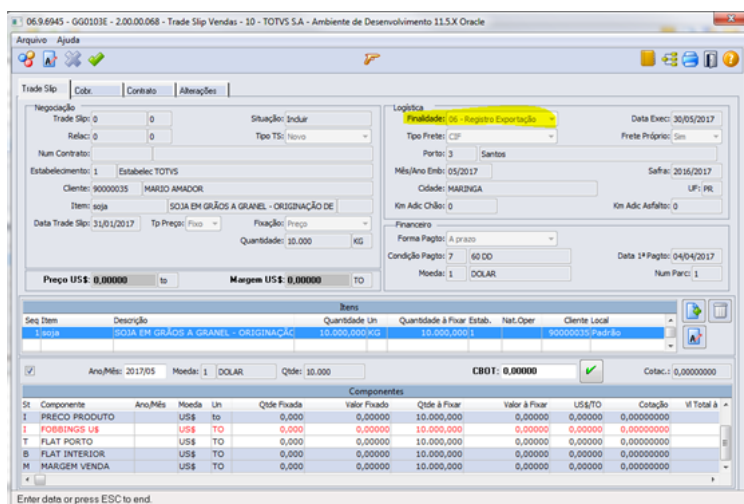 06.9.6945 - GG0103E - 2.00.00.068 - Trade Slip Vendas - 10 - TOTVS S.A - Ambiente de Desenvolvimento 11.5.X Oracle
Arquivo Ajuda
Trade Slip Cobr. Contrato Alterações
Negociação
Trade Slip: 0 0 Situação: Incluir
Relac: 0 0 Tipo TS: Novo
Num Contrato:
Estabelecimento: 1 Estabelec TOTVS
Cliente: 90000035 MARIO AMADOR
Item: soja SOJA EM GRÃOS A GRANEL - ORIGINAÇÃO DE
Data Trade Slip: 31/01/2017 Tp Preço: Fixo Fixação: Preço
Quantidade: 10.000 KG
Preço US$: 0,00000 to Margem US$: 0,00000 TO
Logística
Finalidade: 06 - Registro Exportação Data Exec: 30/05/2017
Tipo Frete: CIF Frete Próprio: Sim
Porto: 3 Santos
Mês/Ano Emb: 05/2017 Safra: 2016/2017
Cidade: MARINGA UF: PR
Km Adic Chão: 0 Km Adic Asfalto: 0
Financeiro
Forma Pagto: A prazo
Condição Pagto: 7 60 DD Data 1ª Pagto: 04/04/2017
Moeda: 1 DOLAR Num Parc: 1
Itens
Seq Item Descrição Quantidade Un Quantidade à Fixar Estab. Nat.Oper Cliente Local
1 soja SOJA EM GRÃOS A GRANEL - ORIGINAÇÃO 10.000,000 KG 10.000,000 1 90000035 Padrão
Ano/Mês: 2017/05 Moeda: 1 DOLAR Qtde: 10.000 CBOT: 0,00000 Cotac.: 0,00000000
Componentes
St Componente Ano/Mês Moeda Un Qtde Fixada Valor Fixado Qtde à Fixar Valor à Fixar US$/TO Cotação Vl Total à
I PRECO PRODUTO US$ to 0,000 0,00000 10.000,000 0,00000 0,00000 0,00000000
I FOBBINGS U$ US$ TO 0,000 0,00000 10.000,000 0,00000 0,00000 0,00000000
T FLAT PORTO US$ TO 0,000 0,00000 10.000,000 0,00000 0,00000 0,00000000
B FLAT INTERIOR US$ TO 0,000 0,00000 10.000,000 0,00000 0,00000 0,00000000
M MARGEM VENDA US$ TO 0,000 0,00000 10.000,000 0,00000 0,00000 0,00000000
Enter data or press ESC to end.